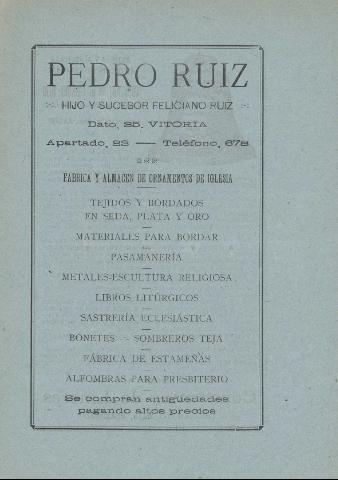 PEDRO RUIZ
HIJO Y SUCESOR FELICIANO RUIZ
Dato, 25, VITORIA
Apartado, 23 — Teléfono, 678
FABRICA Y ALMACEN DE ORNAMENTOS DE IGLESIA
TEJIDOS Y BORDADOS
EN SEDA, PLATA Y ORO
MATERIALES PARA BORDAR
PASAMANERÍA
METALES-ESCULTURA RELIGIOSA
LIBROS LITÚRGICOS
SASTRERÍA ECLESIÁSTICA
BONETES - SOMBREROS TEJA
FÁBRICA DE ESTAMEÑAS
ALFOMBRAS PARA PRESBITERIO
Se compran antigüedades
pagando altos precios